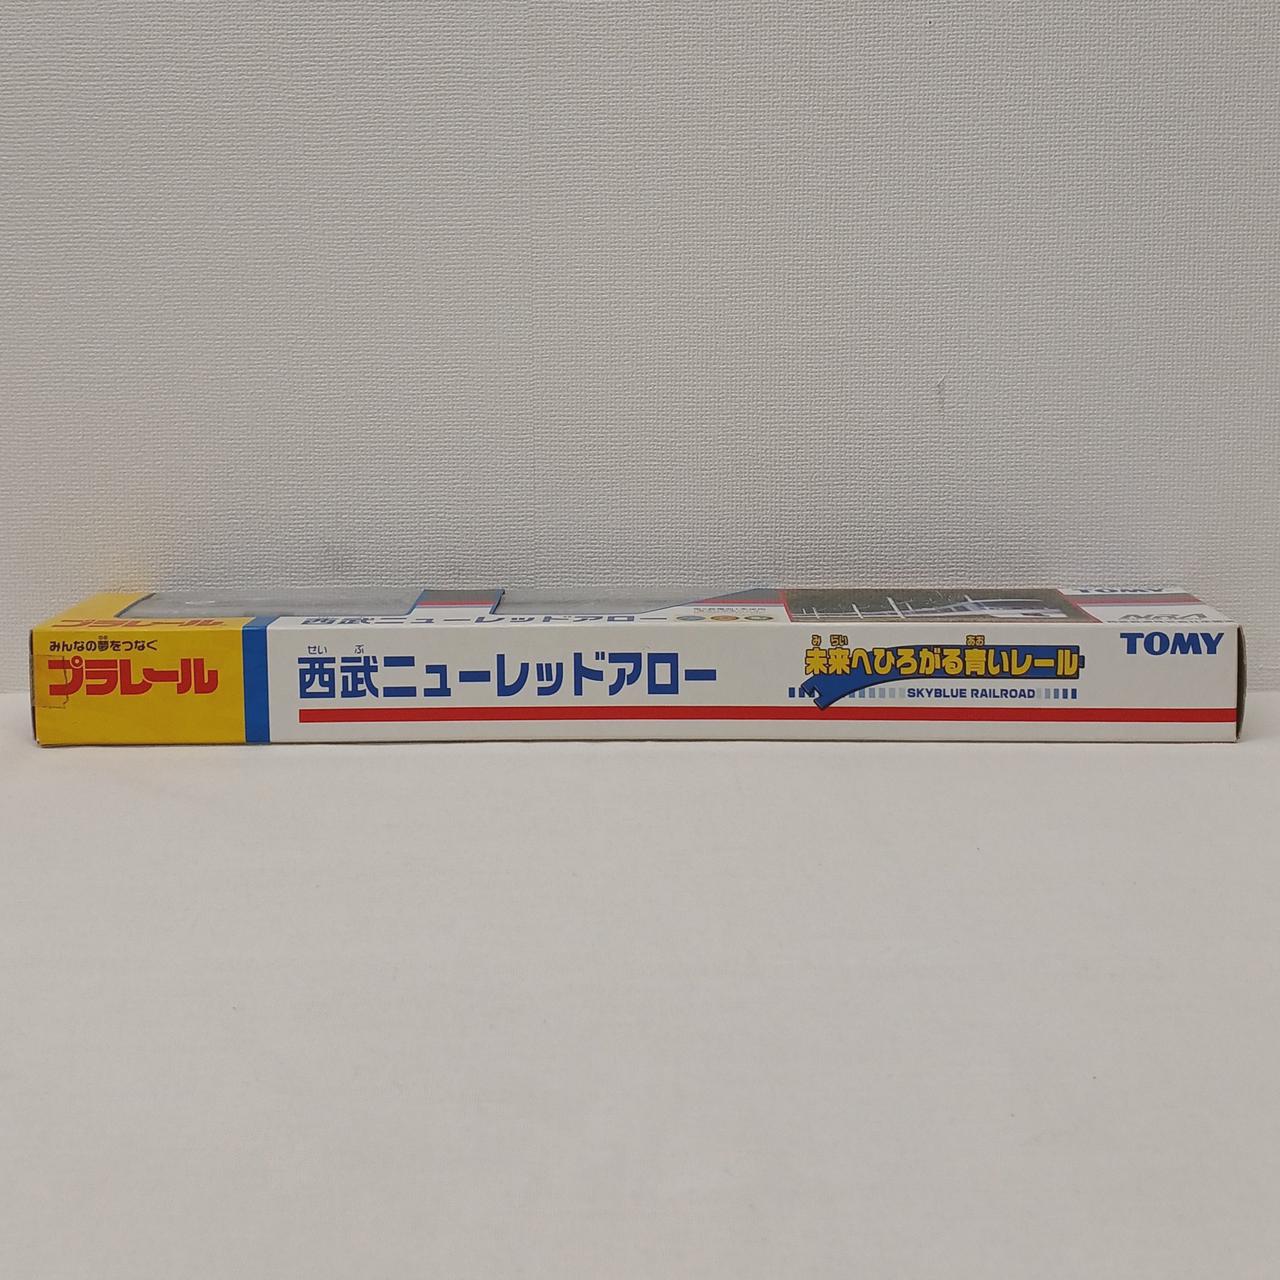 プラレール
西武ニューレッドアロー
TOMY
みんなの夢をつなぐ
プラレール
せい ぶ
西武ニューレッドアロー
み らい あお
未来へひろがる青いレール
SKYBLUE RAILROAD
TOMY